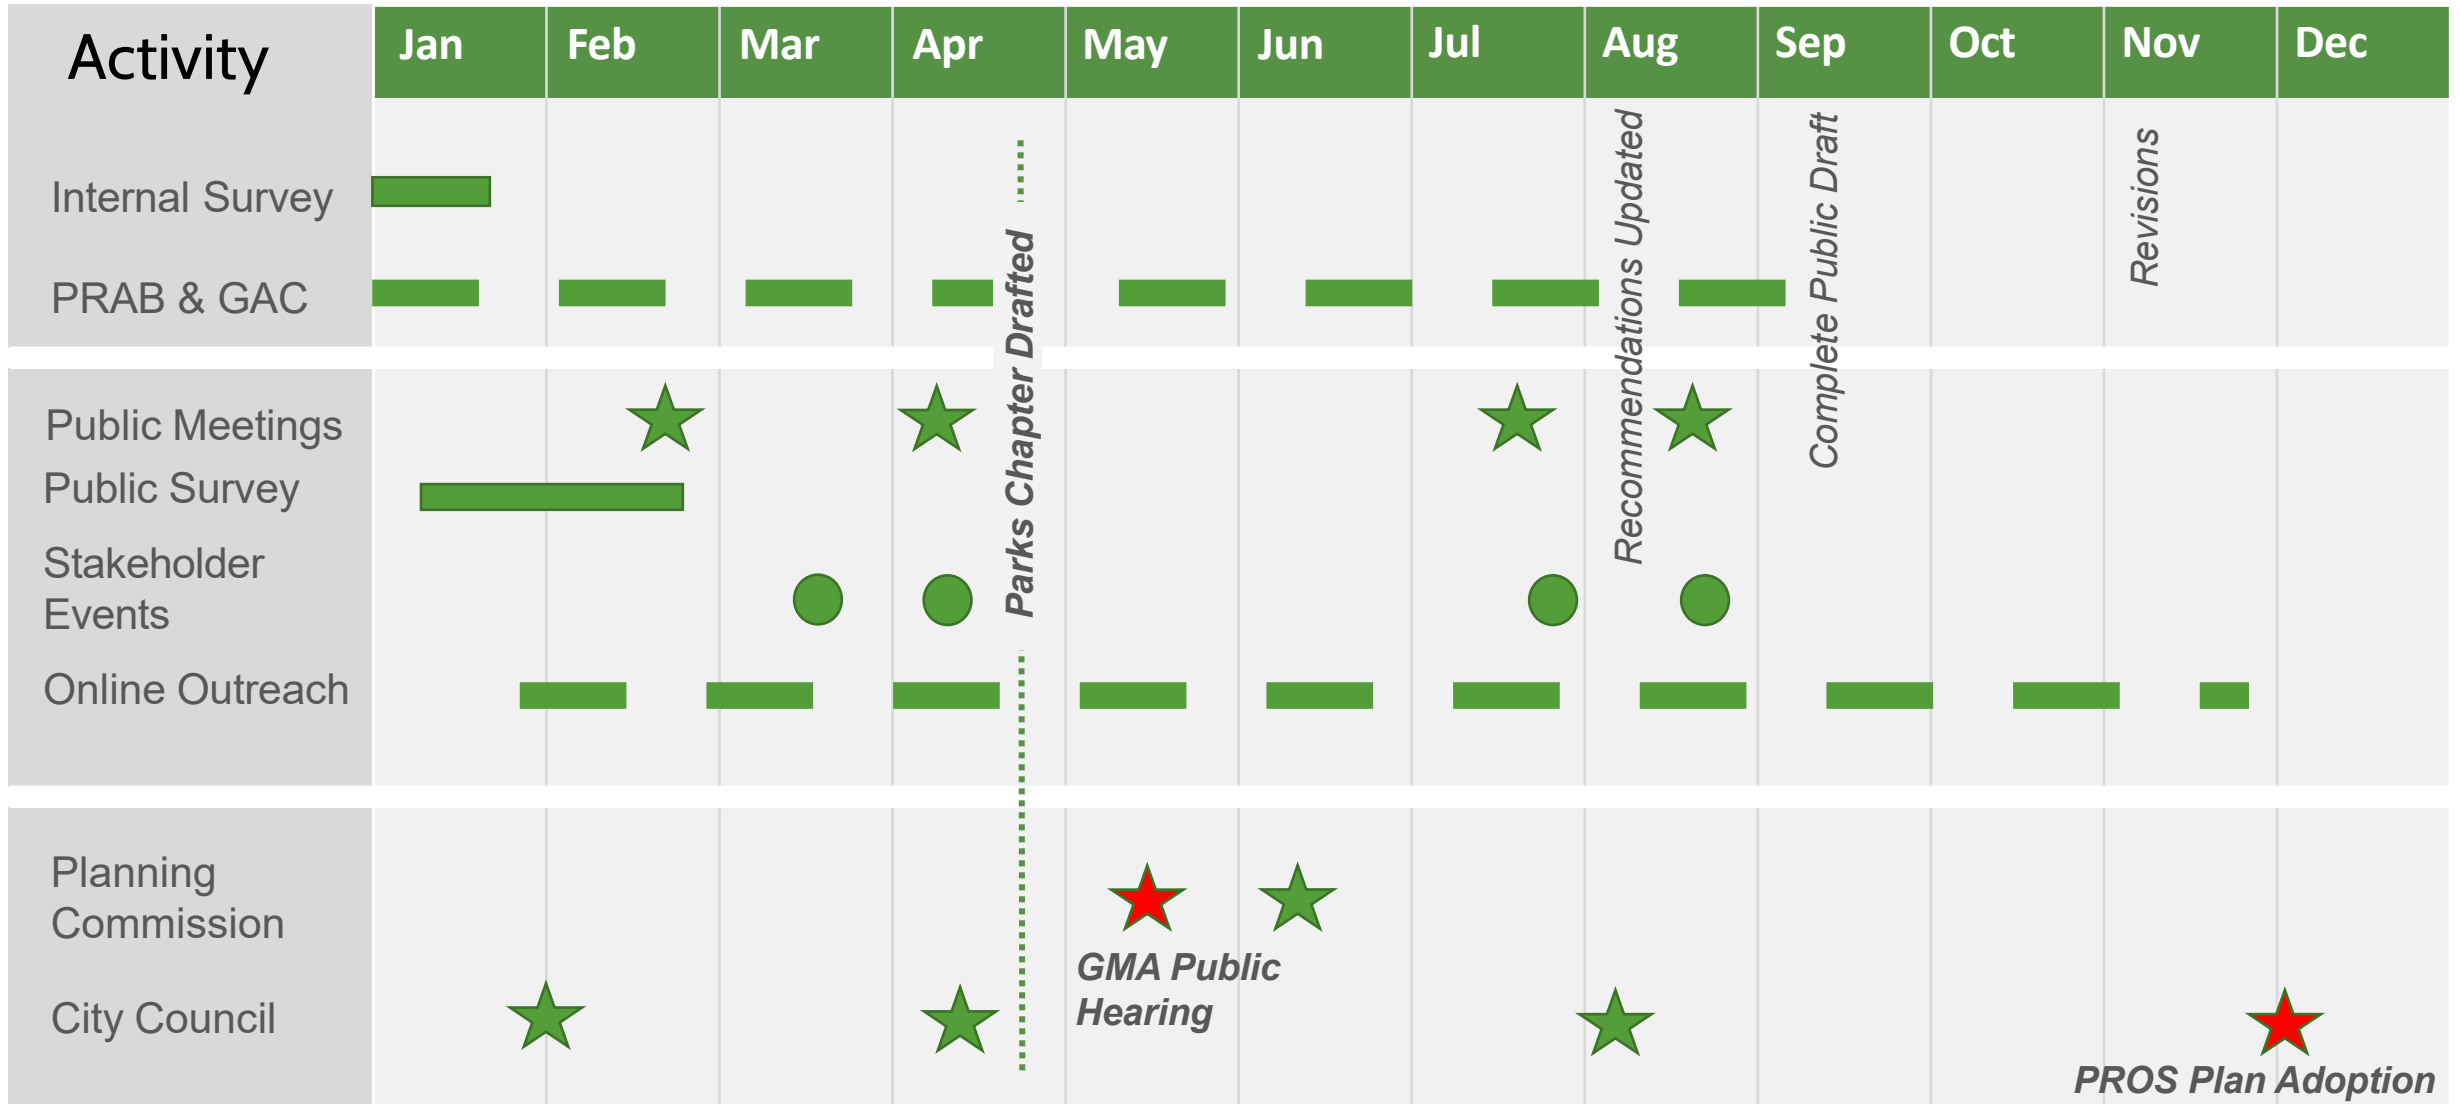 Activity
Jan
Feb
Mar
Apr
May
Jun
Jul
Aug
Sep
Oct
Nov
Dec
Internal Survey
PRAB & GAC
Parks Chapter Drafted
Recommendations Updated
Complete Public Draft
Revisions
Public Meetings
Public Survey
Stakeholder
Events
Online Outreach
Planning
Commission
GMA Public
Hearing
City Council
PROS Plan Adoption